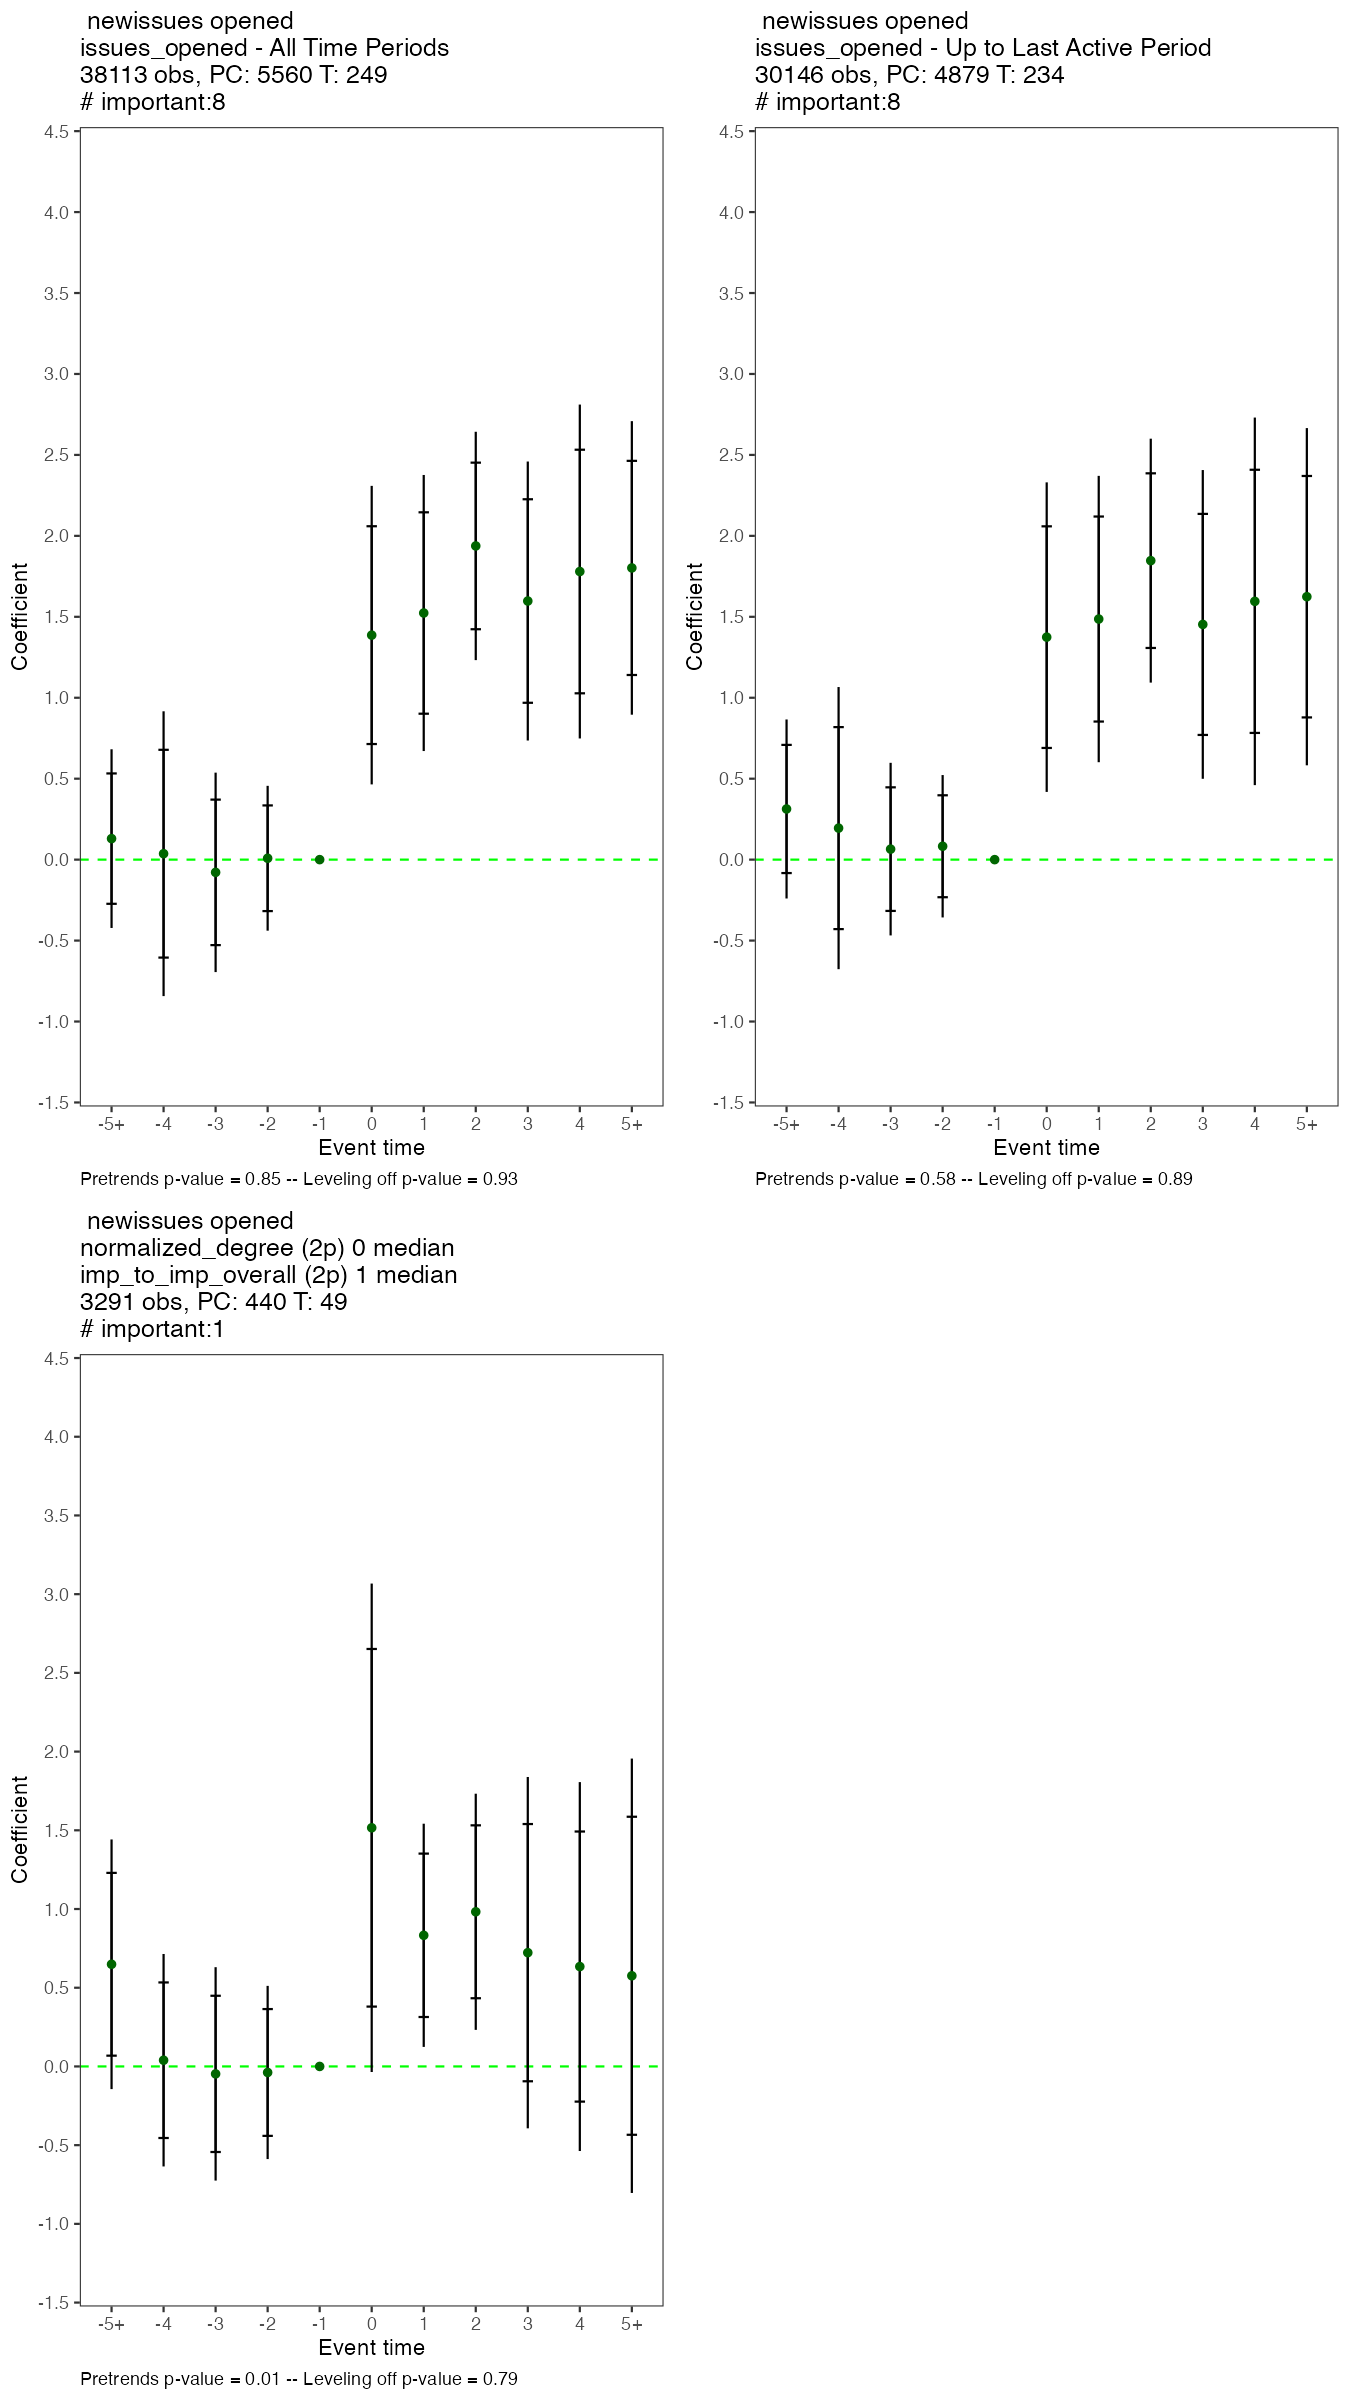 newissues opened
issues_opened - All Time Periods
38113 obs, PC: 5560 T: 249
# important:8
4.5
4.0
3.5
3.0
2.5
2.0
1.5
1.0
0.5
0.0
-0.5
-1.0
-1.5
Coefficient
-5+ -4 -3 -2 -1 0 1 2 3 4 5+
Event time
Pretrends p-value = 0.85 -- Leveling off p-value = 0.93
newissues opened
issues_opened - Up to Last Active Period
30146 obs, PC: 4879 T: 234
# important:8
4.5
4.0
3.5
3.0
2.5
2.0
1.5
1.0
0.5
0.0
-0.5
-1.0
-1.5
Coefficient
-5+ -4 -3 -2 -1 0 1 2 3 4 5+
Event time
Pretrends p-value = 0.58 -- Leveling off p-value = 0.89
newissues opened
normalized_degree (2p) 0 median
imp_to_imp_overall (2p) 1 median
3291 obs, PC: 440 T: 49
# important:1
4.5
4.0
3.5
3.0
2.5
2.0
1.5
1.0
0.5
0.0
-0.5
-1.0
-1.5
Coefficient
-5+ -4 -3 -2 -1 0 1 2 3 4 5+
Event time
Pretrends p-value = 0.01 -- Leveling off p-value = 0.79